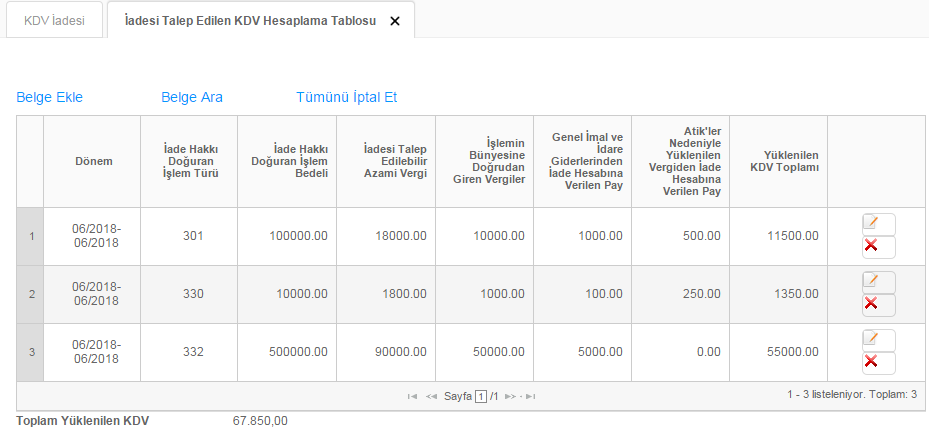 KDV İadesi
İadesi Talep Edilen KDV Hesaplama Tablosu ×
Belge Ekle Belge Ara Tümünü İptal Et
Dönem
İade Hakkı
Doğuran
İşlem Türü
İade Hakkı
Doğuran İşlem
Bedeli
İadesi Talep
Edilebilir
Azami Vergi
İşlemin
Bünyesine
Doğrudan
Giren Vergiler
Genel İmal ve
İdare
Giderlerinden
İade Hesabına
Verilen Pay
Atik'ler
Nedeniyle
Yüklenilen
Vergiden İade
Hesabına
Verilen Pay
Yüklenilen
KDV Toplamı
1 06/2018-
06/2018 301 100000.00 18000.00 10000.00 1000.00 500.00 11500.00
2 06/2018-
06/2018 330 10000.00 1800.00 1000.00 100.00 250.00 1350.00
3 06/2018-
06/2018 332 500000.00 90000.00 50000.00 5000.00 0.00 55000.00
Sayfa 1 /1
1 - 3 listeleniyor. Toplam: 3
Toplam Yüklenilen KDV 67.850,00